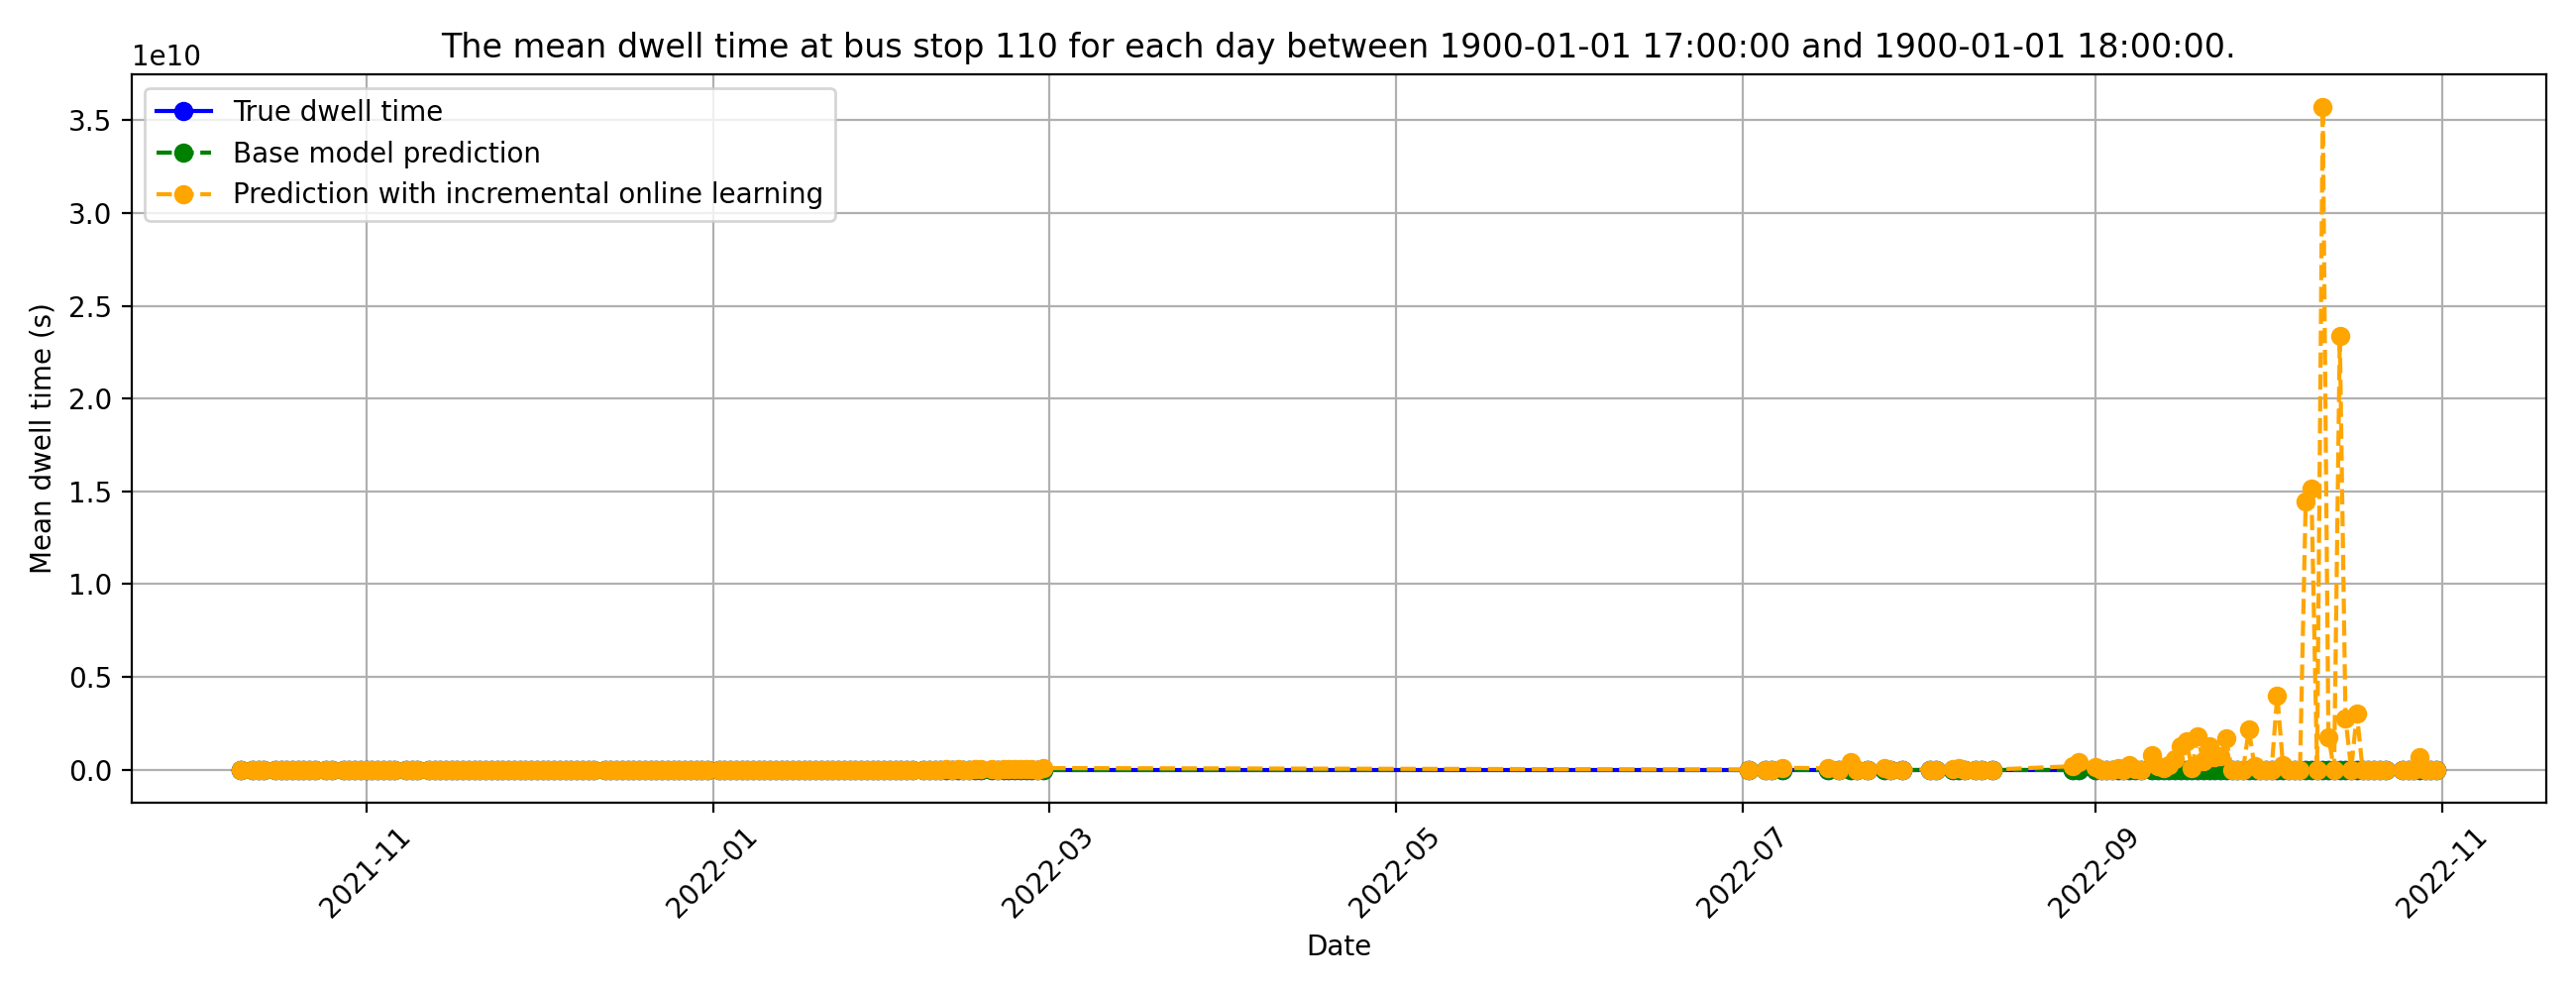 The mean dwell time at bus stop 110 for each day between 1900-01-01 17:00:00 and 1900-01-01 18:00:00.
1e10
True dwell time
Base model prediction
Prediction with incremental online learning
Mean dwell time (s)
3.5
3.0
2.5
2.0
1.5
1.0
0.5
0.0
2021-11
2022-01
2022-03
2022-05
2022-07
2022-09
2022-11
Date